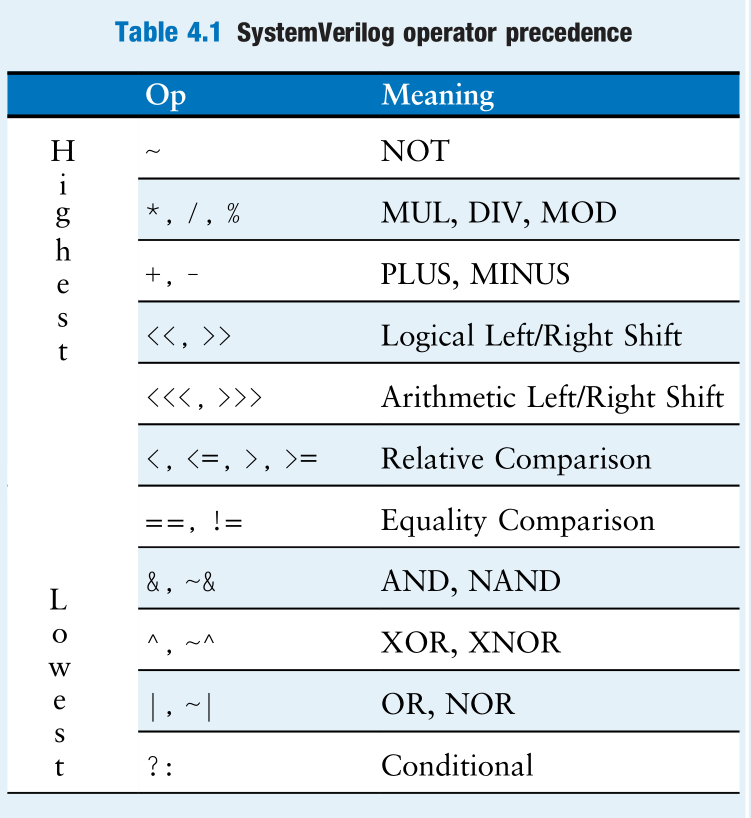 Table 4.1 SystemVerilog operator precedence
Op Meaning
Highest
~ NOT
*, /, % MUL, DIV, MOD
+, - PLUS, MINUS
<<, >> Logical Left/Right Shift
<<<, >>> Arithmetic Left/Right Shift
<, <=, >, >= Relative Comparison
==, != Equality Comparison
Lowest
&, ~& AND, NAND
^, ~^ XOR, XNOR
|, ~| OR, NOR
?: Conditional